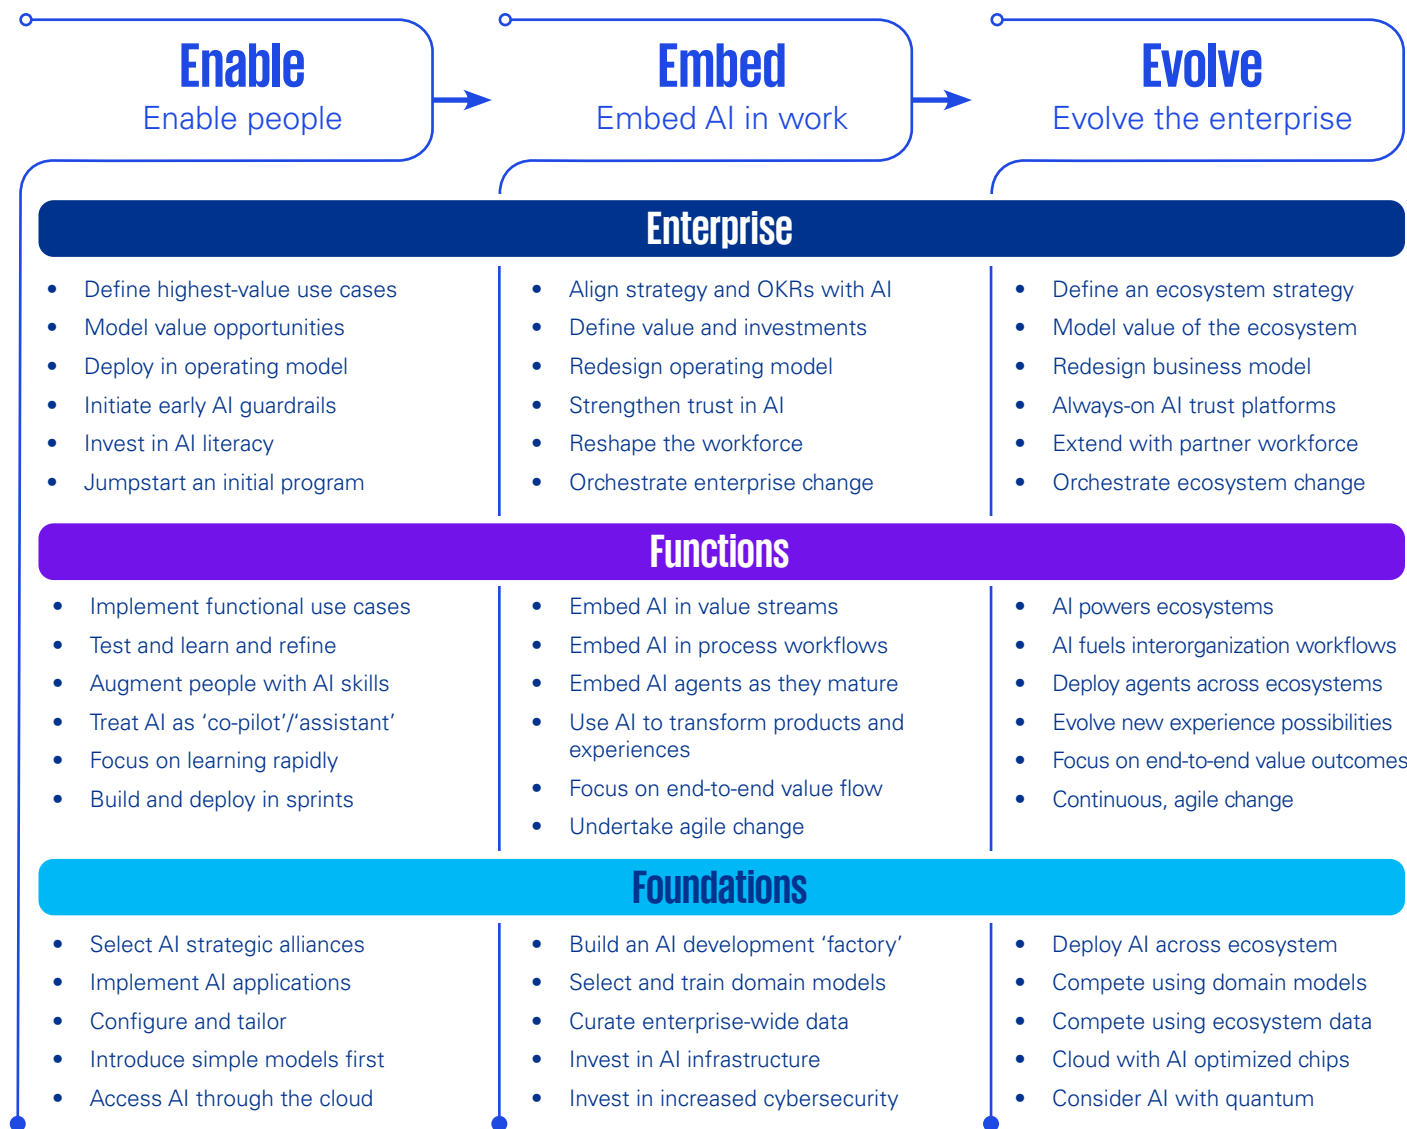 Enable
Enable people
Embed
Embed AI in work
Evolve
Evolve the enterprise
Enterprise
• Define highest-value use cases
• Model value opportunities
• Deploy in operating model
• Initiate early AI guardrails
• Invest in AI literacy
• Jumpstart an initial program
• Align strategy and OKRs with AI
• Define value and investments
• Redesign operating model
• Strengthen trust in AI
• Reshape the workforce
• Orchestrate enterprise change
• Define an ecosystem strategy
• Model value of the ecosystem
• Redesign business model
• Always-on AI trust platforms
• Extend with partner workforce
• Orchestrate ecosystem change
Functions
• Implement functional use cases
• Test and learn and refine
• Augment people with AI skills
• Treat AI as ‘co-pilot’/‘assistant’
• Focus on learning rapidly
• Build and deploy in sprints
• Embed AI in value streams
• Embed AI in process workflows
• Embed AI agents as they mature
• Use AI to transform products and
experiences
• Focus on end-to-end value flow
• Undertake agile change
• AI powers ecosystems
• AI fuels interorganization workflows
• Deploy agents across ecosystems
• Evolve new experience possibilities
• Focus on end-to-end value outcomes
• Continuous, agile change
Foundations
• Select AI strategic alliances
• Implement AI applications
• Configure and tailor
• Introduce simple models first
• Access AI through the cloud
• Build an AI development ‘factory’
• Select and train domain models
• Curate enterprise-wide data
• Invest in AI infrastructure
• Invest in increased cybersecurity
• Deploy AI across ecosystem
• Compete using domain models
• Compete using ecosystem data
• Cloud with AI optimized chips
• Consider AI with quantum